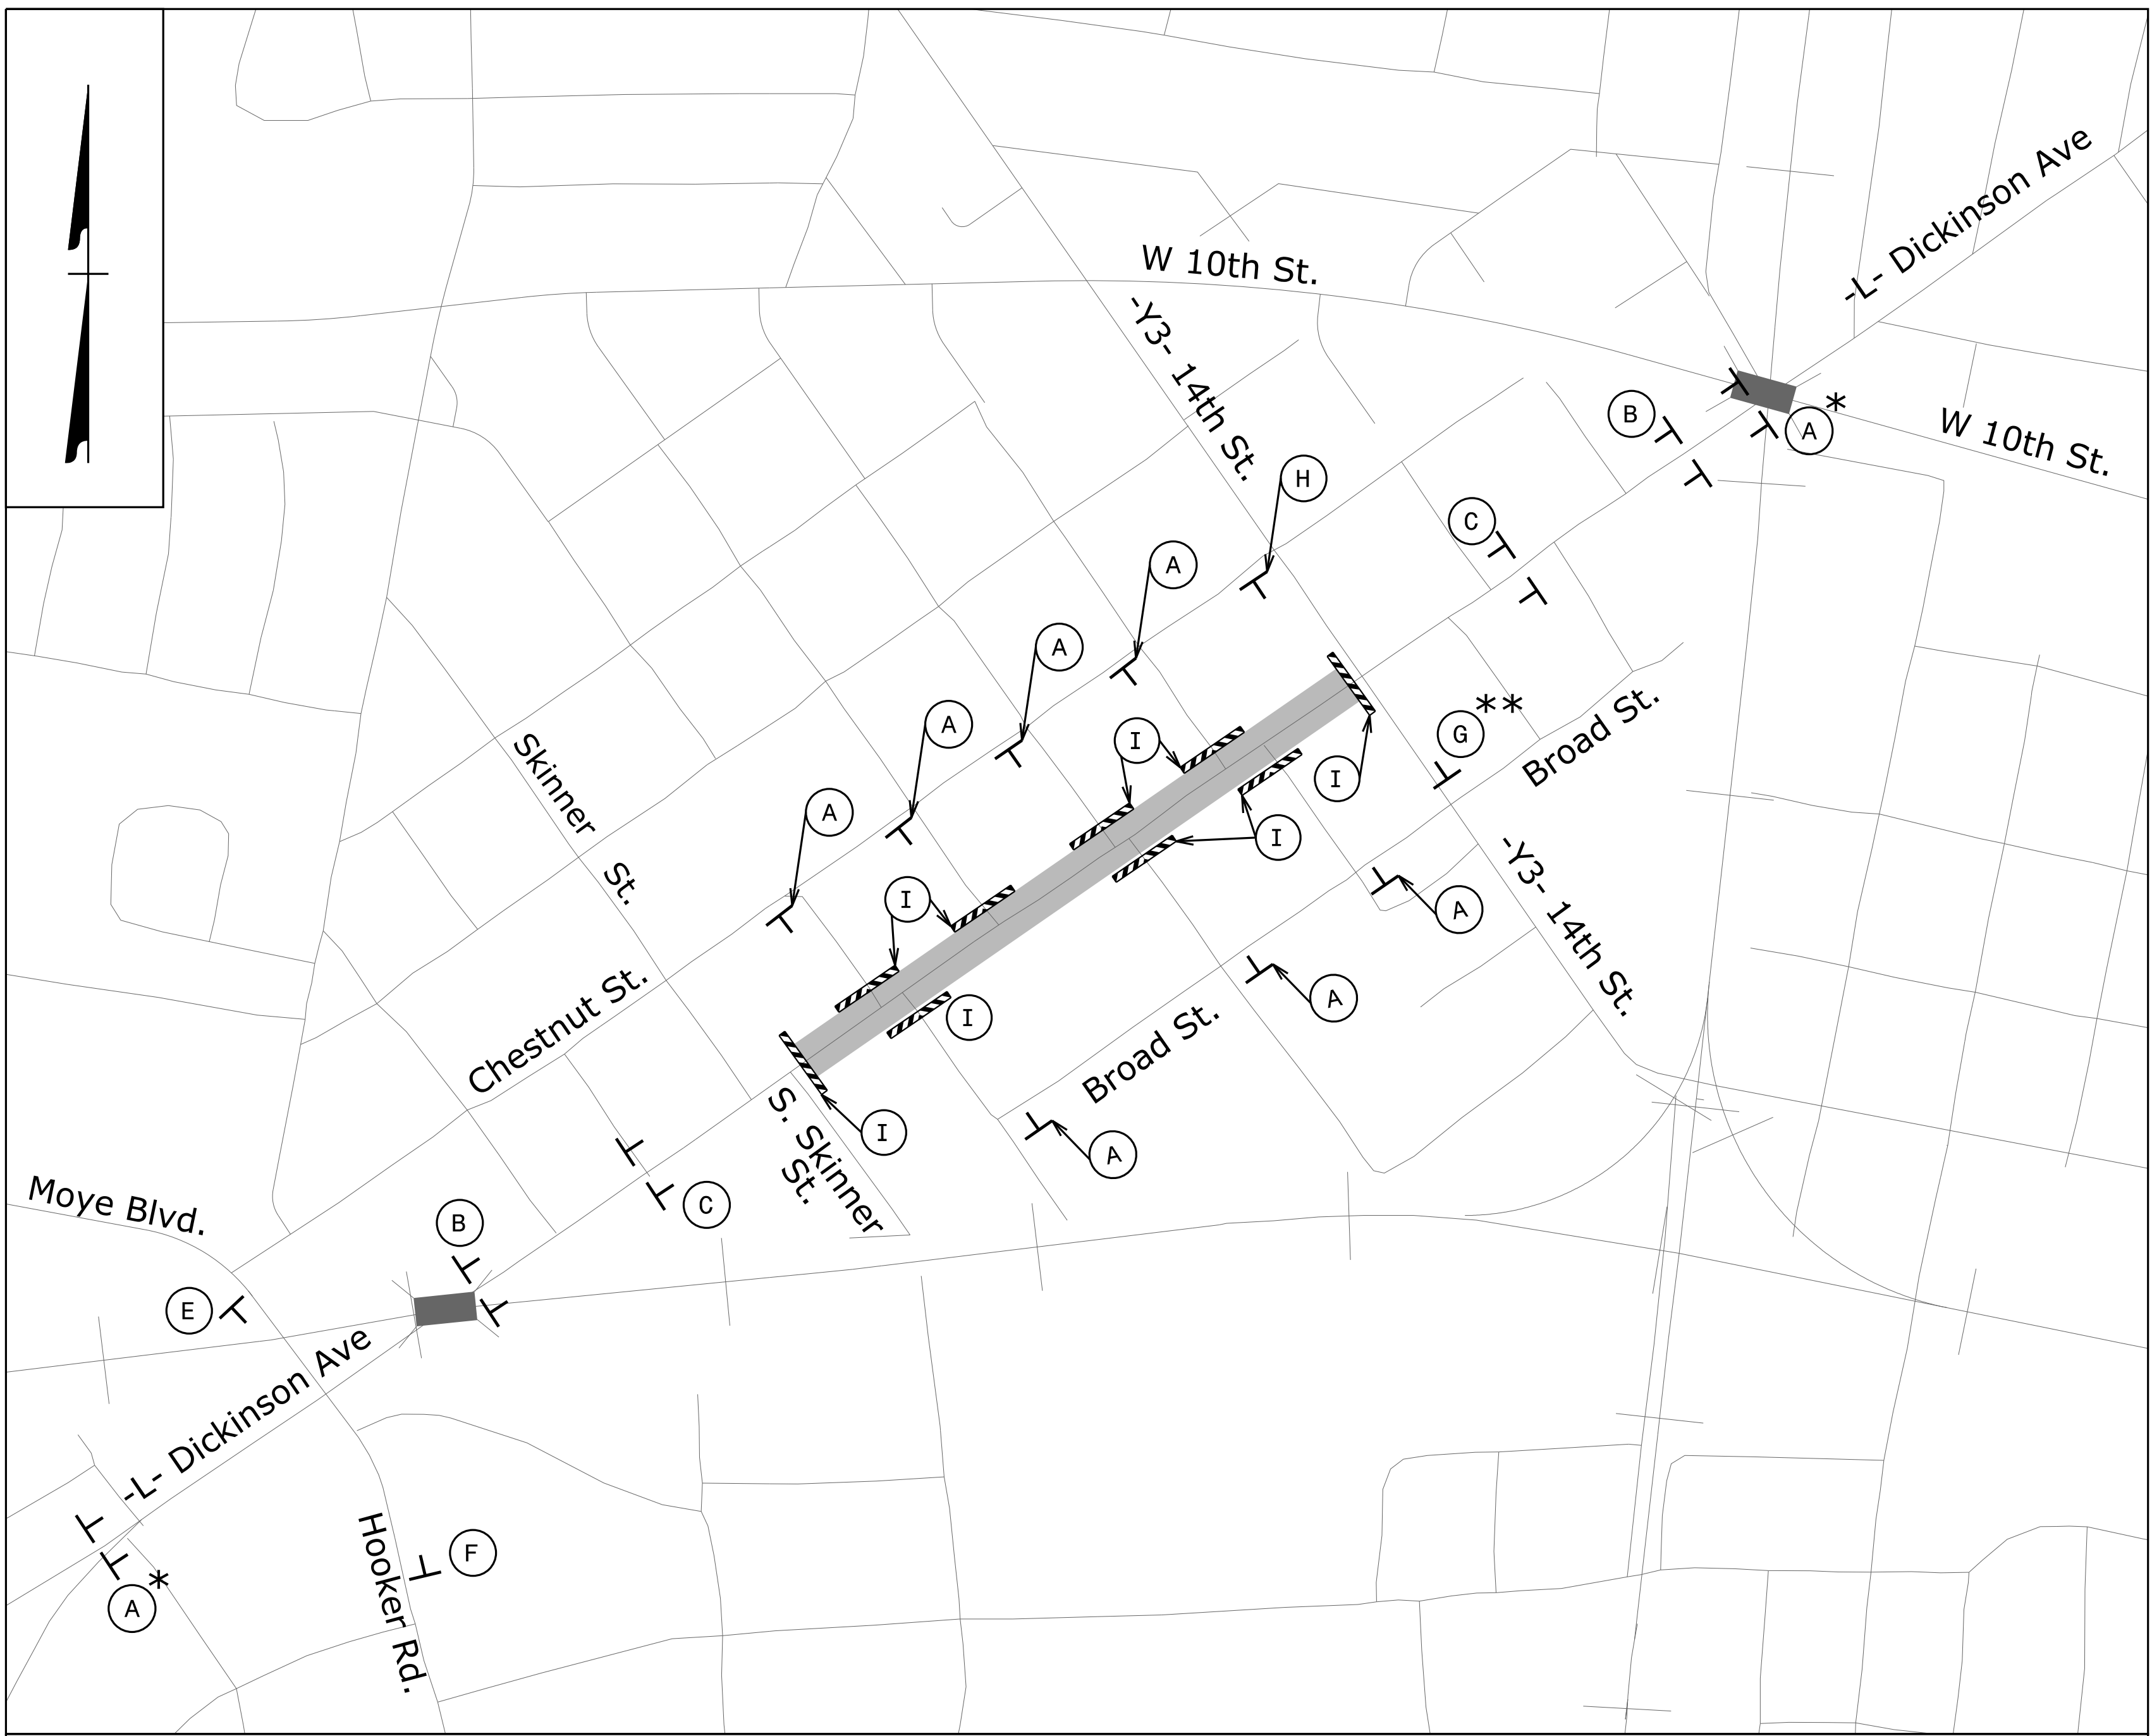 -L- Dickinson Ave
W 10th St.
-Y3- 14th St.
B
A
*
W 10th St.
H
C
A
A
Broad St.
G
**
A
I
I
Skinner
St.
A
I
-Y3- 14th St.
I
A
A
Chestnut St.
I
Broad St.
S. Skinner
St.
I
A
Moye Blvd.
C
B
E
-L- Dickinson Ave
Hooker Rd.
F
A
*